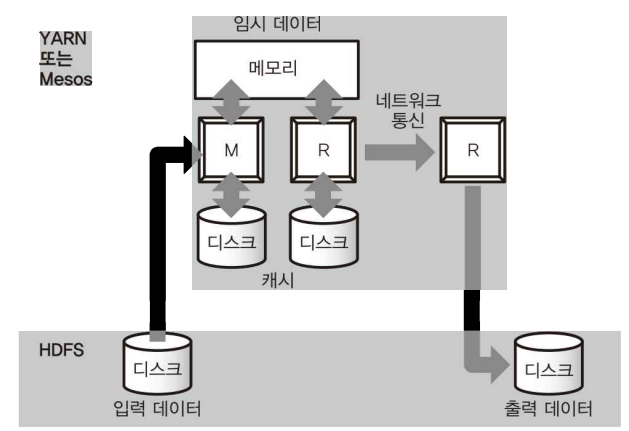 YARN
또는
Mesos
임시 데이터
메모리
네트워크
통신
M
R
R
디스크
디스크
캐시
HDFS
디스크
디스크
입력 데이터
출력 데이터